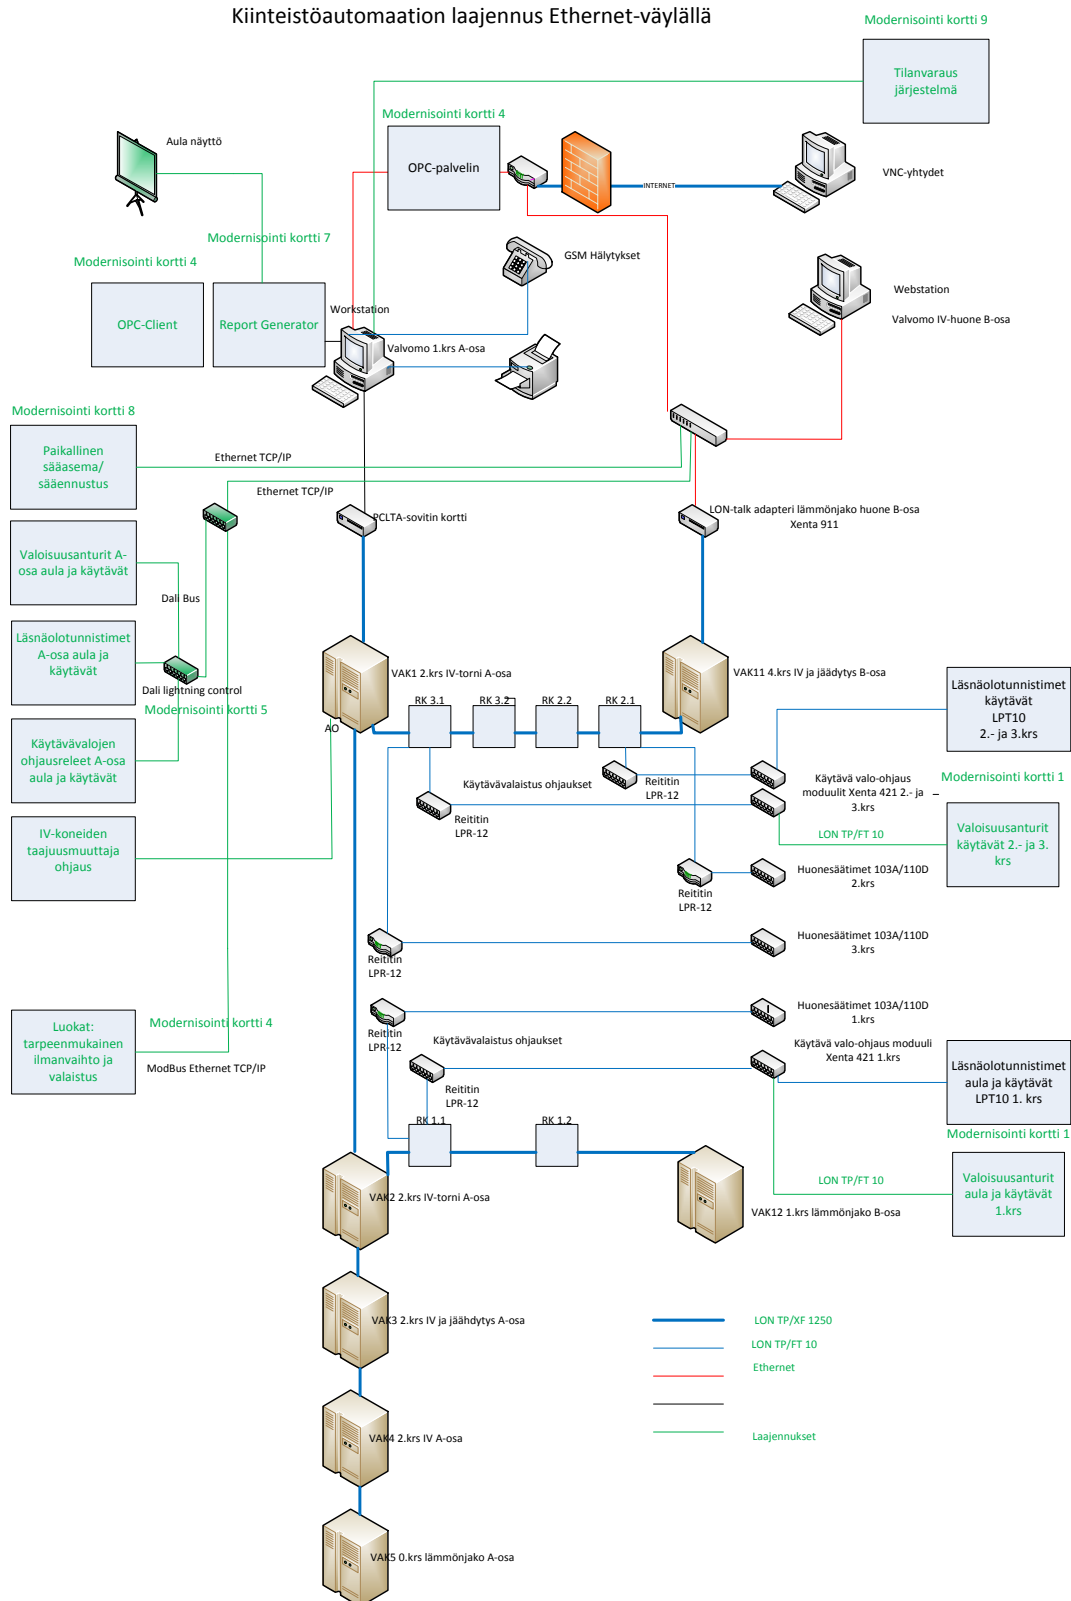 Kiinteistöautomaation laajennus Ethernet-väylällä
Modernisointi kortti 9
Tilanvaraus
järjestelmä
Modernisointi kortti 4
OPC-palvelin
Aula näyttö
INTERNET
VNC-yhtydet
Modernisointi kortti 7
Modernisointi kortti 4
GSM Hälytykset
OPC-Client
Report Generator
Workstation
Valvomo 1.krs A-osa
Webstation
Valvomo IV-huone B-osa
Modernisointi kortti 8
Paikallinen
sääasema/
sääennustus
Ethernet TCP/IP
Ethernet TCP/IP
PCLTA-sovitin kortti
LON-talk adapteri lämmönjako huone B-osa
Xenta 911
Valoisuusanturit A-
osa aula ja käytävät
Dali Bus
Läsnäolotunnistimet
A-osa aula ja
käytävät
Dali lightning control
Modernisointi kortti 5
VAK1 2.krs IV-torni A-osa
VAK11 4.krs IV ja jäädytys B-osa
Läsnäolotunnistimet
käytävät
LPT10
2.- ja 3.krs
RK 3.1
RK 3.2
RK 2.2
RK 2.1
AO
Käytävävalojen
ohjausreleet A-osa
aula ja käytävät
Käytävävalaistus ohjaukset
Reititin
LPR-12
Reititin
LPR-12
Käytävä valo-ohjaus
moduulit Xenta 421 2.- ja
3.krs
Modernisointi kortti 1
LON TP/FT 10
Valoisuusanturit
käytävät 2.- ja 3.
krs
IV-koneiden
taajuusmuuttaja
ohjaus
Reititin
LPR-12
Huonesäätimet 103A/110D
2.krs
Reititin
LPR-12
Huonesäätimet 103A/110D
3.krs
Luokat:
tarpeenmukainen
ilmanvaihto ja
valaistus
Modernisointi kortti 4
ModBus Ethernet TCP/IP
Reititin
LPR-12
Huonesäätimet 103A/110D
1.krs
Käytävävalaistus ohjaukset
Reititin
LPR-12
Käytävä valo-ohjaus moduuli
Xenta 421 1.krs
Läsnäolotunnistimet
aula ja käytävät
LPT10 1. krs
Modernisointi kortti 1
RK 1.1
RK 1.2
LON TP/FT 10
Valoisuusanturit
aula ja käytävät
1.krs
VAK2 2.krs IV-torni A-osa
VAK12 1.krs lämmönjako B-osa
VAK3 2.krs IV ja jäähdytys A-osa
LON TP/XF 1250
LON TP/FT 10
Ethernet
Laajennukset
VAK4 2.krs IV A-osa
VAK5 0.krs lämmönjako A-osa